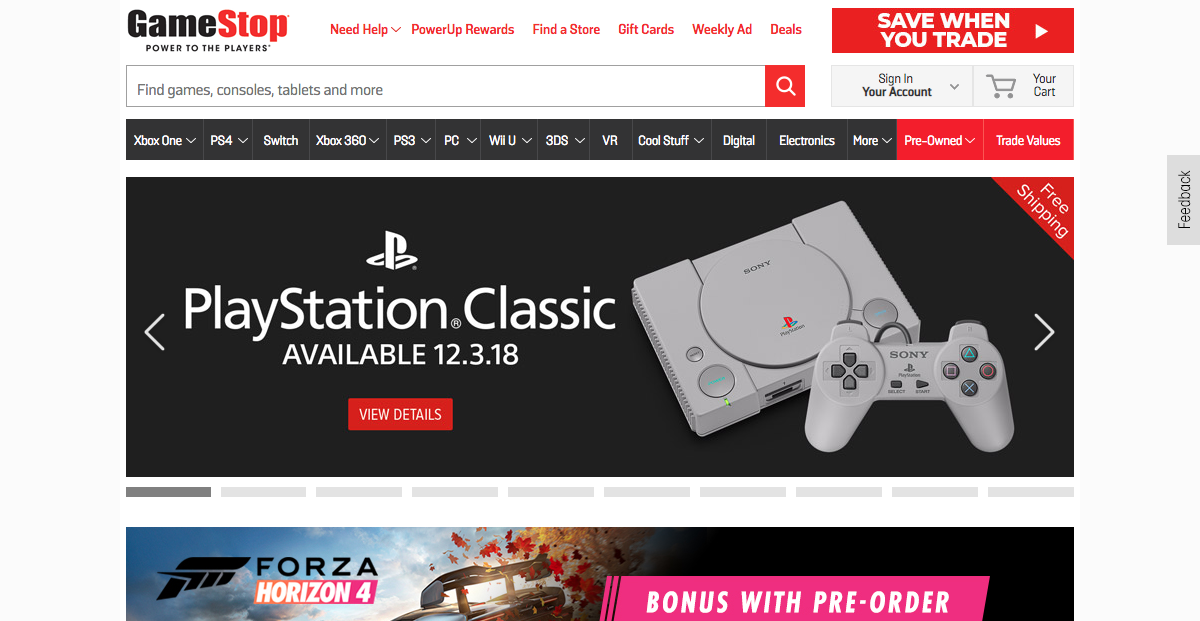 GameStop
POWER TO THE PLAYERS
Need Help
PowerUp Rewards
Find a Store
Gift Cards
Weekly Ad
Deals
SAVE WHEN
YOU TRADE
Find games, consoles, tablets and more
Sign In
Your Account
Your
Cart
Xbox One
PS4
Switch
Xbox 360
PS3
PC
Wii U
3DS
VR
Cool Stuff
Digital
Electronics
More
Pre-Owned
Trade Values
Feedback
Free
Shipping
PlayStation®Classic
AVAILABLE 12.3.18
VIEW DETAILS
SONY
PlayStation
SONY
PlayStation
SELECT
START
FORZA
HORIZON 4
BONUS WITH PRE-ORDER